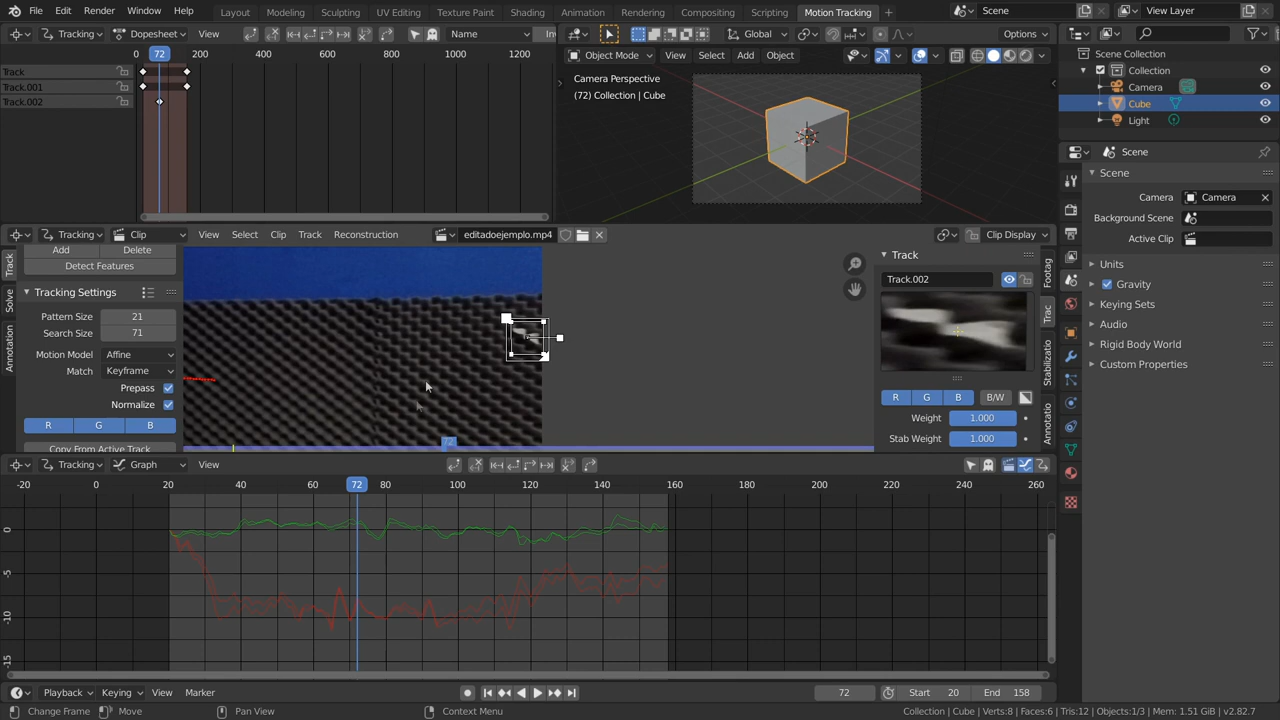 File Edit Render Window Help Layout Modeling Sculpting UV Editing Texture Paint Shading Animation Rendering Compositing Scripting Motion Tracking + Scene View Layer
Tracking Dopesheet View Name Inv
Global Options
72 200 400 600 800 1000 1200
Object Mode View Select Add Object
Track
Track.001
Track.002
Camera Perspective
(72) Collection | Cube
Scene Collection
Collection
Camera
Cube
Light
Scene
Scene
Camera Camera
Background Scene
Active Clip
Units
Gravity
Keying Sets
Audio
Rigid Body World
Custom Properties
Tracking Clip View Select Clip Track Reconstruction editadoejemplo.mp4 Clip Display
Track
Solve
Annotation
Add Delete
Detect Features
Tracking Settings
Pattern Size 21
Search Size 71
Motion Model Affine
Match Keyframe
Prepass
Normalize
R G B
Copy From Active Track
72
Track
Track.002
R G B B/W
Weight 1.000
Stab Weight 1.000
Footag
Trac
Stabilizatio
Annotatio
Tracking Graph View
-20 0 20 40 60 72 80 100 120 140 160 180 200 220 240 260
0
-5
-10
-15
Playback Keying View Marker 72 Start 20 End 158
Change Frame Move Pan View Context Menu Collection | Cube | Verts:8 | Faces:6 | Tris:12 | Objects:1/3 | Mem: 1.51 GiB | v2.82.7